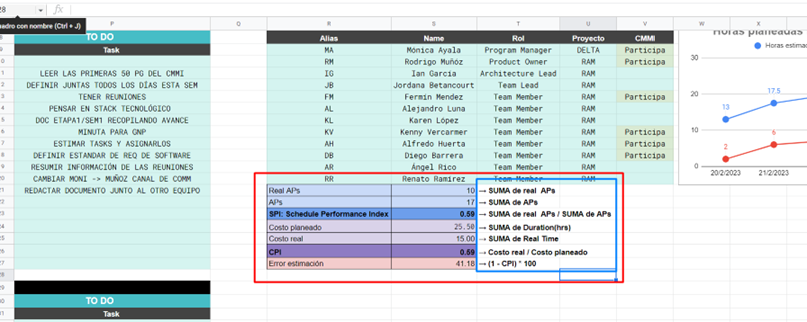 28
fx
uadro con nombre (Ctrl + J)
P
Q
R
S
T
U
V
W
X
TO DO
Task
LEER LAS PRIMERAS 50 PG DEL CMMI
DEFINIR JUNTAS TODOS LOS DÍAS ESTA SEM
TENER REUNIONES
PENSAR EN STACK TECNOLÓGICO
DOC ETAPA1/SEM1 RECOPILANDO AVANCE
MINUTA PARA GNP
ESTIMAR TASKS Y ASIGNARLOS
DEFINIR ESTANDAR DE REQ DE SOFTWARE
RESUMIR INFORMACIÓN DE LAS REUNIONES
CAMBIAR MONI -> MUÑOZ CANAL DE COMM
REDACTAR DOCUMENTO JUNTO AL OTRO EQUIPO
TO DO
Task
Alias Name Rol Proyecto CMMI
MA Mónica Ayala Program Manager DELTA Participa
RM Rodrigo Muñóz Product Owner RAM Participa
IG Ian García Architecture Lead RAM
JB Jordana Betancourt Team Lead RAM
FM Fermin Mendez Team Member RAM Participa
AL Alejandro Luna Team Member RAM
KL Karen López Team Member RAM
KV Kenny Vercarmer Team Member RAM Participa
AH Alfredo Huerta Team Member RAM Participa
DB Diego Barrera Team Member RAM Participa
AR Ángel Rico Team Member RAM
RR Renato Ramirez Team Member RAM
Real APs 10 → SUMA de real APs
APs 17 → SUMA de APs
SPI: Schedule Performance Index 0.59 → SUMA de real APs / SUMA de APs
Costo planeado 25.50 → SUMA de Duration(hrs)
Costo real 15.00 → SUMA de Real Time
CPI 0.59 → Costo real / Costo planeado
Error estimación 41.18 → (1 - CPI) * 100
Horas planeadas
Horas estima
30
20
10
0
13
17.5
2
6
20/2/2023
21/2/2023